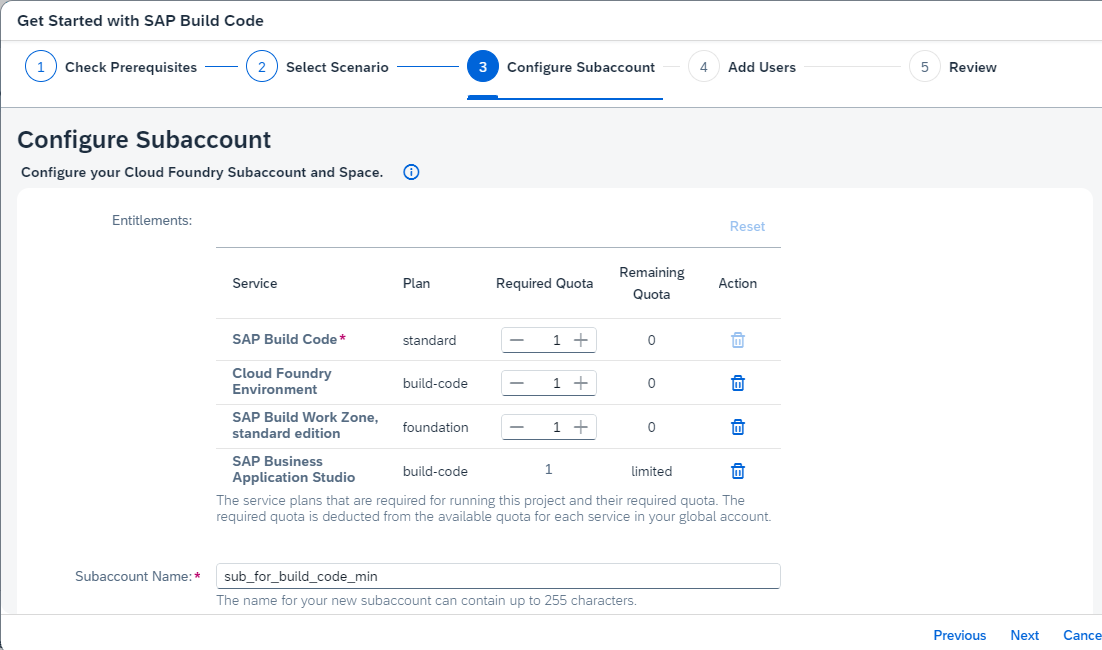 Get Started with SAP Build Code
1 Check Prerequisites 2 Select Scenario 3 Configure Subaccount 4 Add Users 5 Review
Configure Subaccount
Configure your Cloud Foundry Subaccount and Space.
Entitlements:
Reset
Service Plan Required Quota Remaining Quota Action
SAP Build Code* standard 1 0
Cloud Foundry Environment build-code 1 0
SAP Build Work Zone, standard edition foundation 1 0
SAP Business Application Studio build-code 1 limited
The service plans that are required for running this project and their required quota. The
required quota is deducted from the available quota for each service in your global account.
Subaccount Name:* sub_for_build_code_min
The name for your new subaccount can contain up to 255 characters.
Previous Next Cance